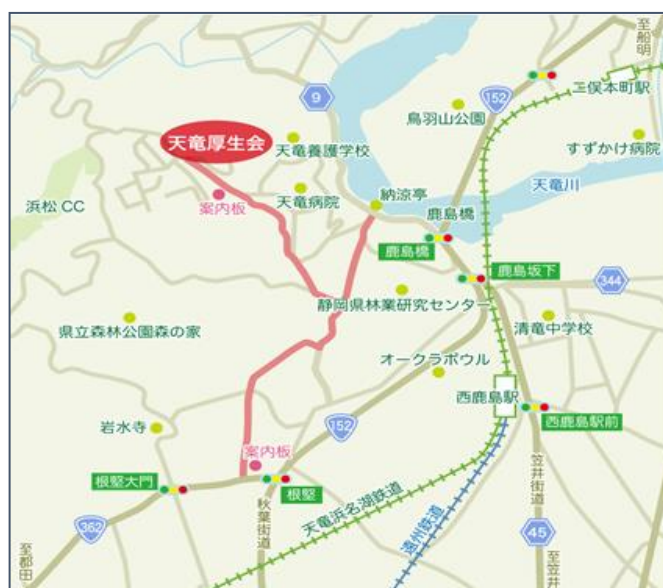 至船明
二俣本町駅
9
152
鳥羽山公園
天竜厚生会
天竜養護学校
すずかけ病院
案内板
天竜病院
納涼亭
天竜川
浜松CC
鹿島橋
鹿島橋
鹿島坂下
344
静岡県林業研究センター
県立森林公園森の家
清竜中学校
オークラボウル
西鹿島駅
岩水寺
152
西鹿島駅前
案内板
根堅大門
根堅
天竜浜名湖鉄道
遠州鉄道
笠井街道
362
秋葉街道
45
至都田
至笠井